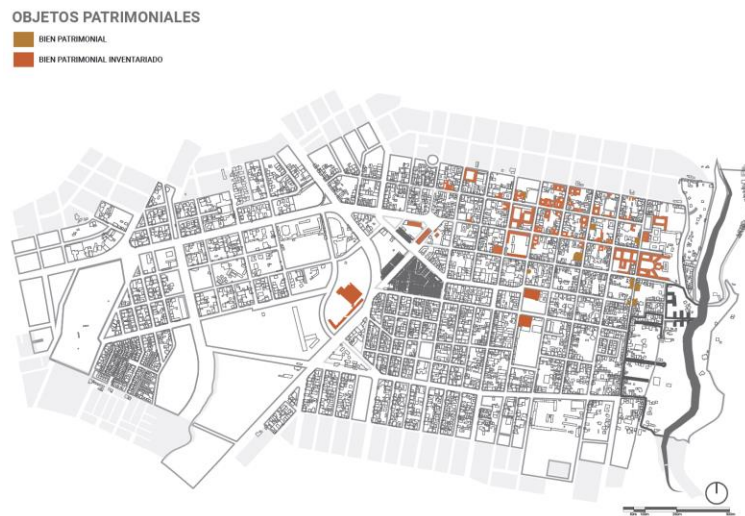 OBJETOS PATRIMONIALES
BIEN PATRIMONIAL
BIEN PATRIMONIAL INVENTARIADO